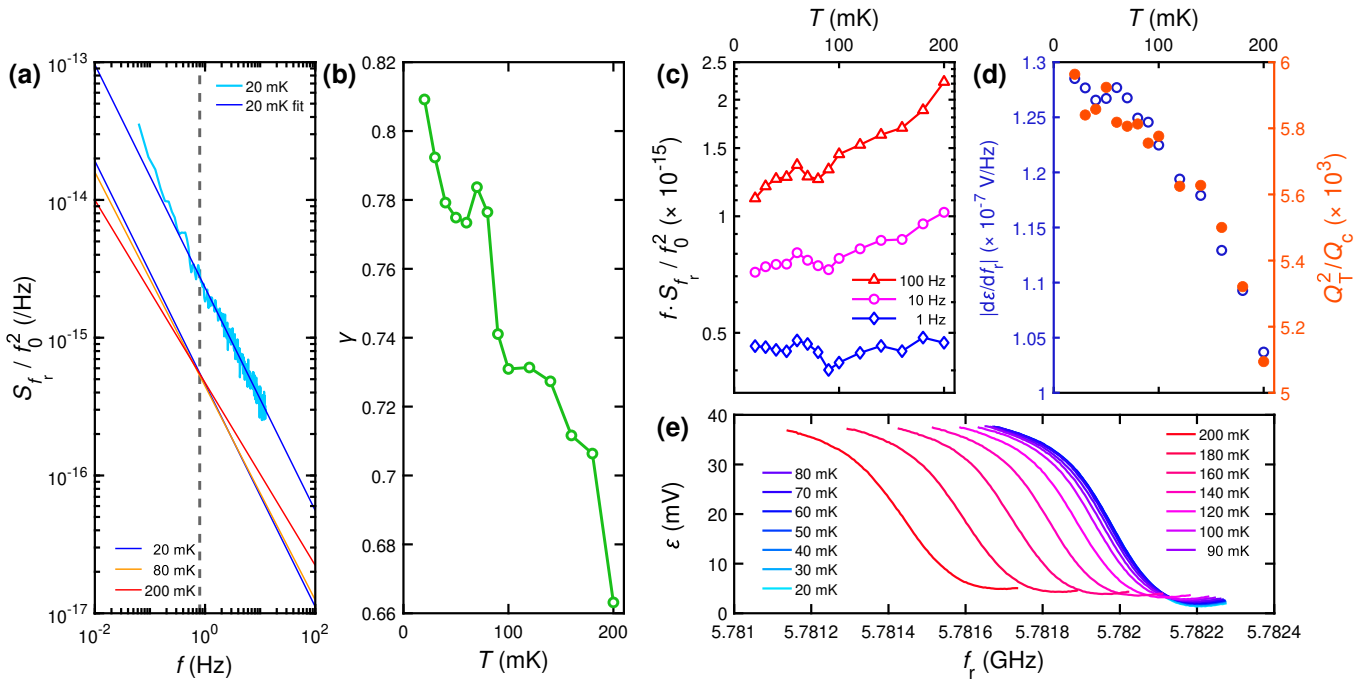 (a)
10^-13
10^-14
10^-15
10^-16
10^-17
S_{f_r} / f_0^2 (/Hz)
20 mK
20 mK fit
20 mK
80 mK
200 mK
10^-2
10^0
10^2
f (Hz)
(b)
0.82
0.8
0.78
0.76
0.74
0.72
0.7
0.68
0.66
γ
0
100
200
T (mK)
T (mK)
0
100
200
(c)
2.5
2
1.5
1
0.5
f · S_{f_r} / f_0^2 (× 10^-15)
100 Hz
10 Hz
1 Hz
T (mK)
0
100
200
(d)
1.3
1.25
1.2
1.15
1.1
1.05
1
|dε/df_r| (× 10^-7 V/Hz)
6
5.8
5.6
5.4
5.2
5
Q_T^2/Q_c (× 10^3)
(e)
40
30
20
10
0
ε (mV)
80 mK
70 mK
60 mK
50 mK
40 mK
30 mK
20 mK
200 mK
180 mK
160 mK
140 mK
120 mK
100 mK
90 mK
5.781
5.7812
5.7814
5.7816
5.7818
5.782
5.7822
5.7824
f_r (GHz)